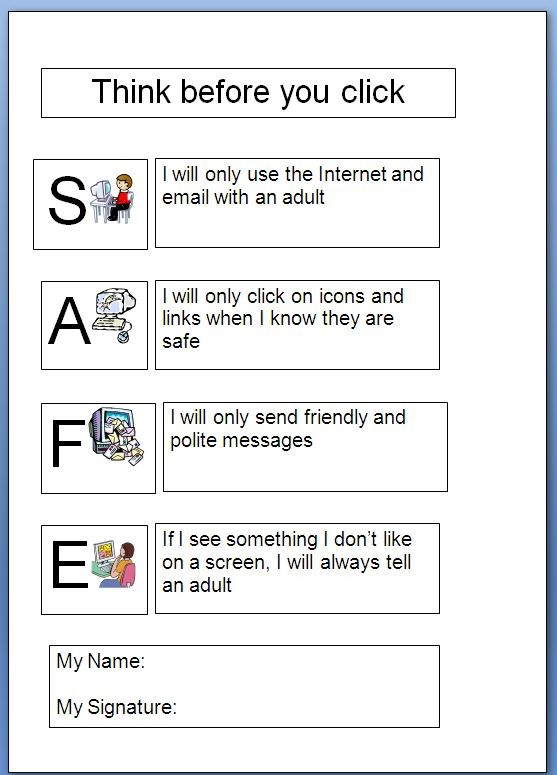 Think before you click
S
I will only use the Internet and
email with an adult
A
I will only click on icons and
links when I know they are
safe
F
I will only send friendly and
polite messages
E
If I see something I don’t like
on a screen, I will always tell
an adult
My Name:
My Signature: